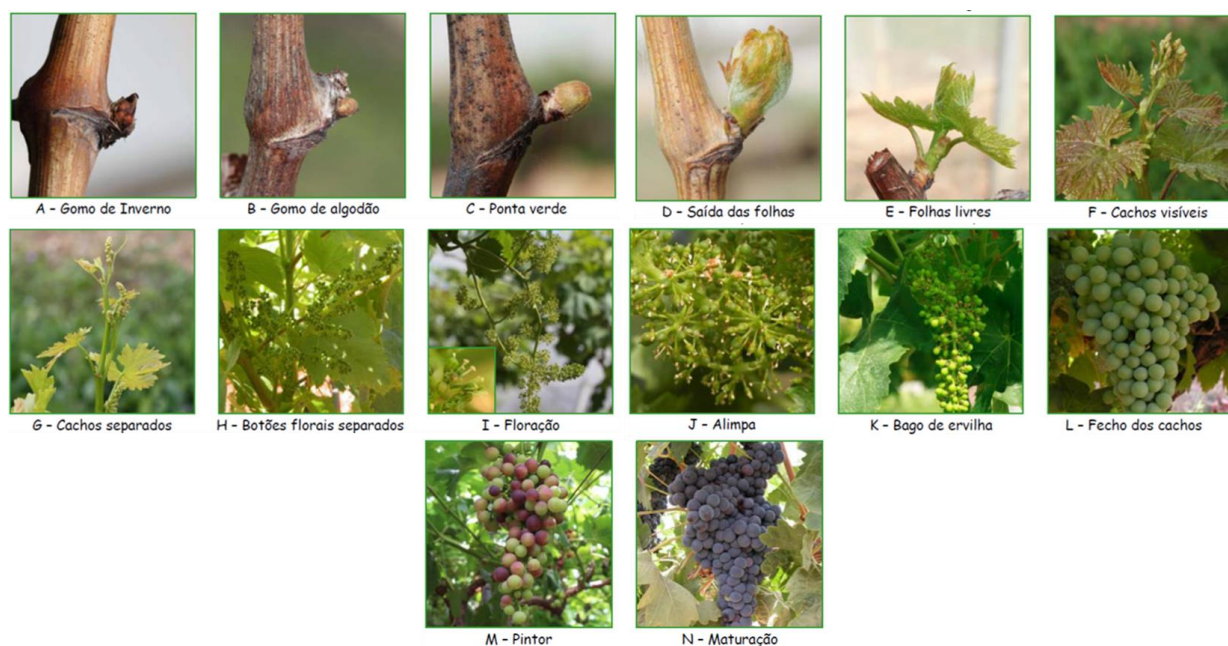 A – Gomo de Inverno
B – Gomo de algodão
C – Ponta verde
D – Saída das folhas
E – Folhas livres
F – Cachos visíveis
G – Cachos separados
H – Botões florais separados
I – Floração
J – Alimpa
K – Bago de ervilha
L – Fecho dos cachos
M – Pintor
N – Maturação